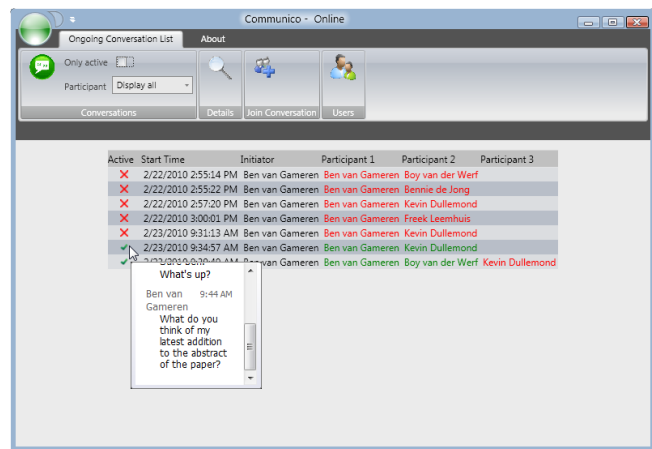 Communico - Online
Ongoing Conversation List About
Only active
Participant Display all
Conversations Details Join Conversation Users
Active Start Time Initiator Participant 1 Participant 2 Participant 3
2/22/2010 2:55:14 PM Ben van Gameren Ben van Gameren Boy van der Werf
2/22/2010 2:55:22 PM Ben van Gameren Ben van Gameren Bennie de Jong
2/22/2010 2:57:20 PM Ben van Gameren Ben van Gameren Kevin Dullemond
2/22/2010 3:00:01 PM Ben van Gameren Ben van Gameren Freek Leemhuis
2/23/2010 9:31:13 AM Ben van Gameren Ben van Gameren Kevin Dullemond
2/23/2010 9:34:57 AM Ben van Gameren Ben van Gameren Kevin Dullemond
AM Ben van Gameren Ben van Gameren Boy van der Werf Kevin Dullemond
What's up?
Ben van 9:44 AM
Gameren
What do you
think of my
latest addition
to the abstract
of the paper?